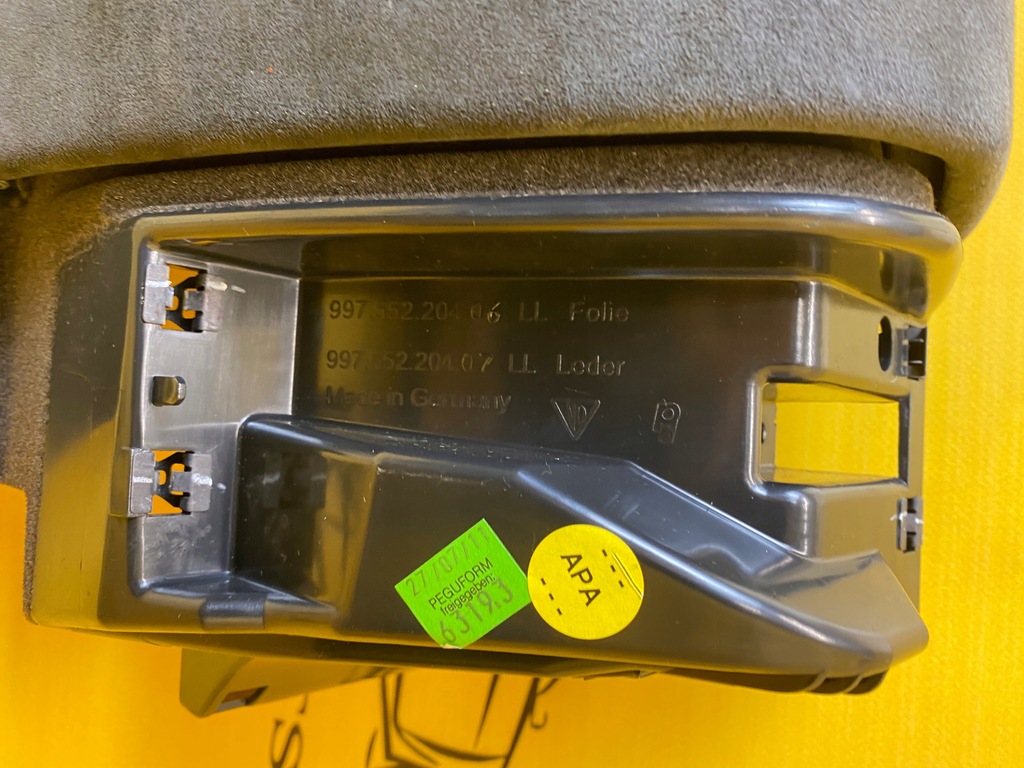 997.552.204.06 LL Folie
997.552.204.07 LL Leder
Made in Germany
27/07/11
PEGUFORM
freigegeben:
6319.3
APA